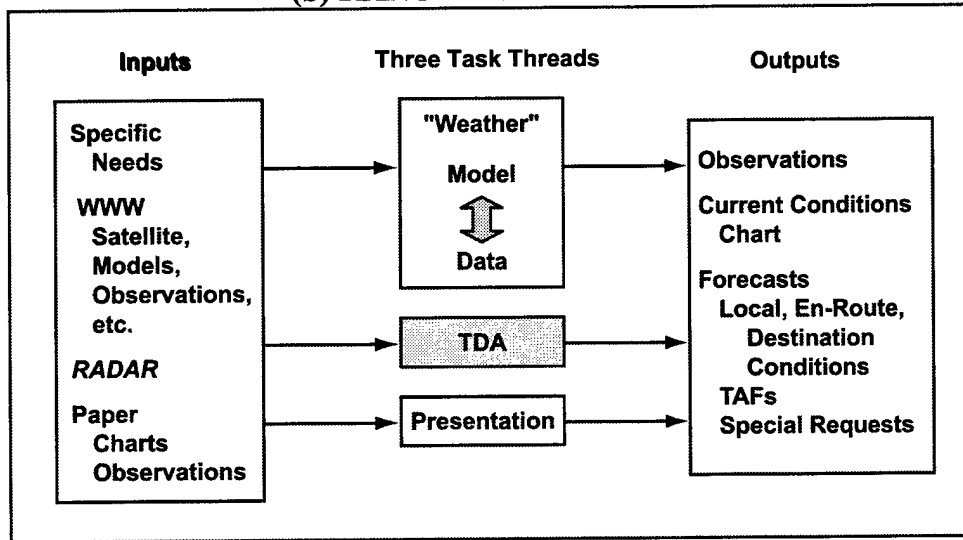 Inputs
Three Task Threads
Outputs
Specific
Needs
WWW
Satellite,
Models,
Observations,
etc.
RADAR
Paper
Charts
Observations
"Weather"
Model
Data
TDA
Presentation
Observations
Current Conditions
Chart
Forecasts
Local, En-Route,
Destination
Conditions
TAFs
Special Requests